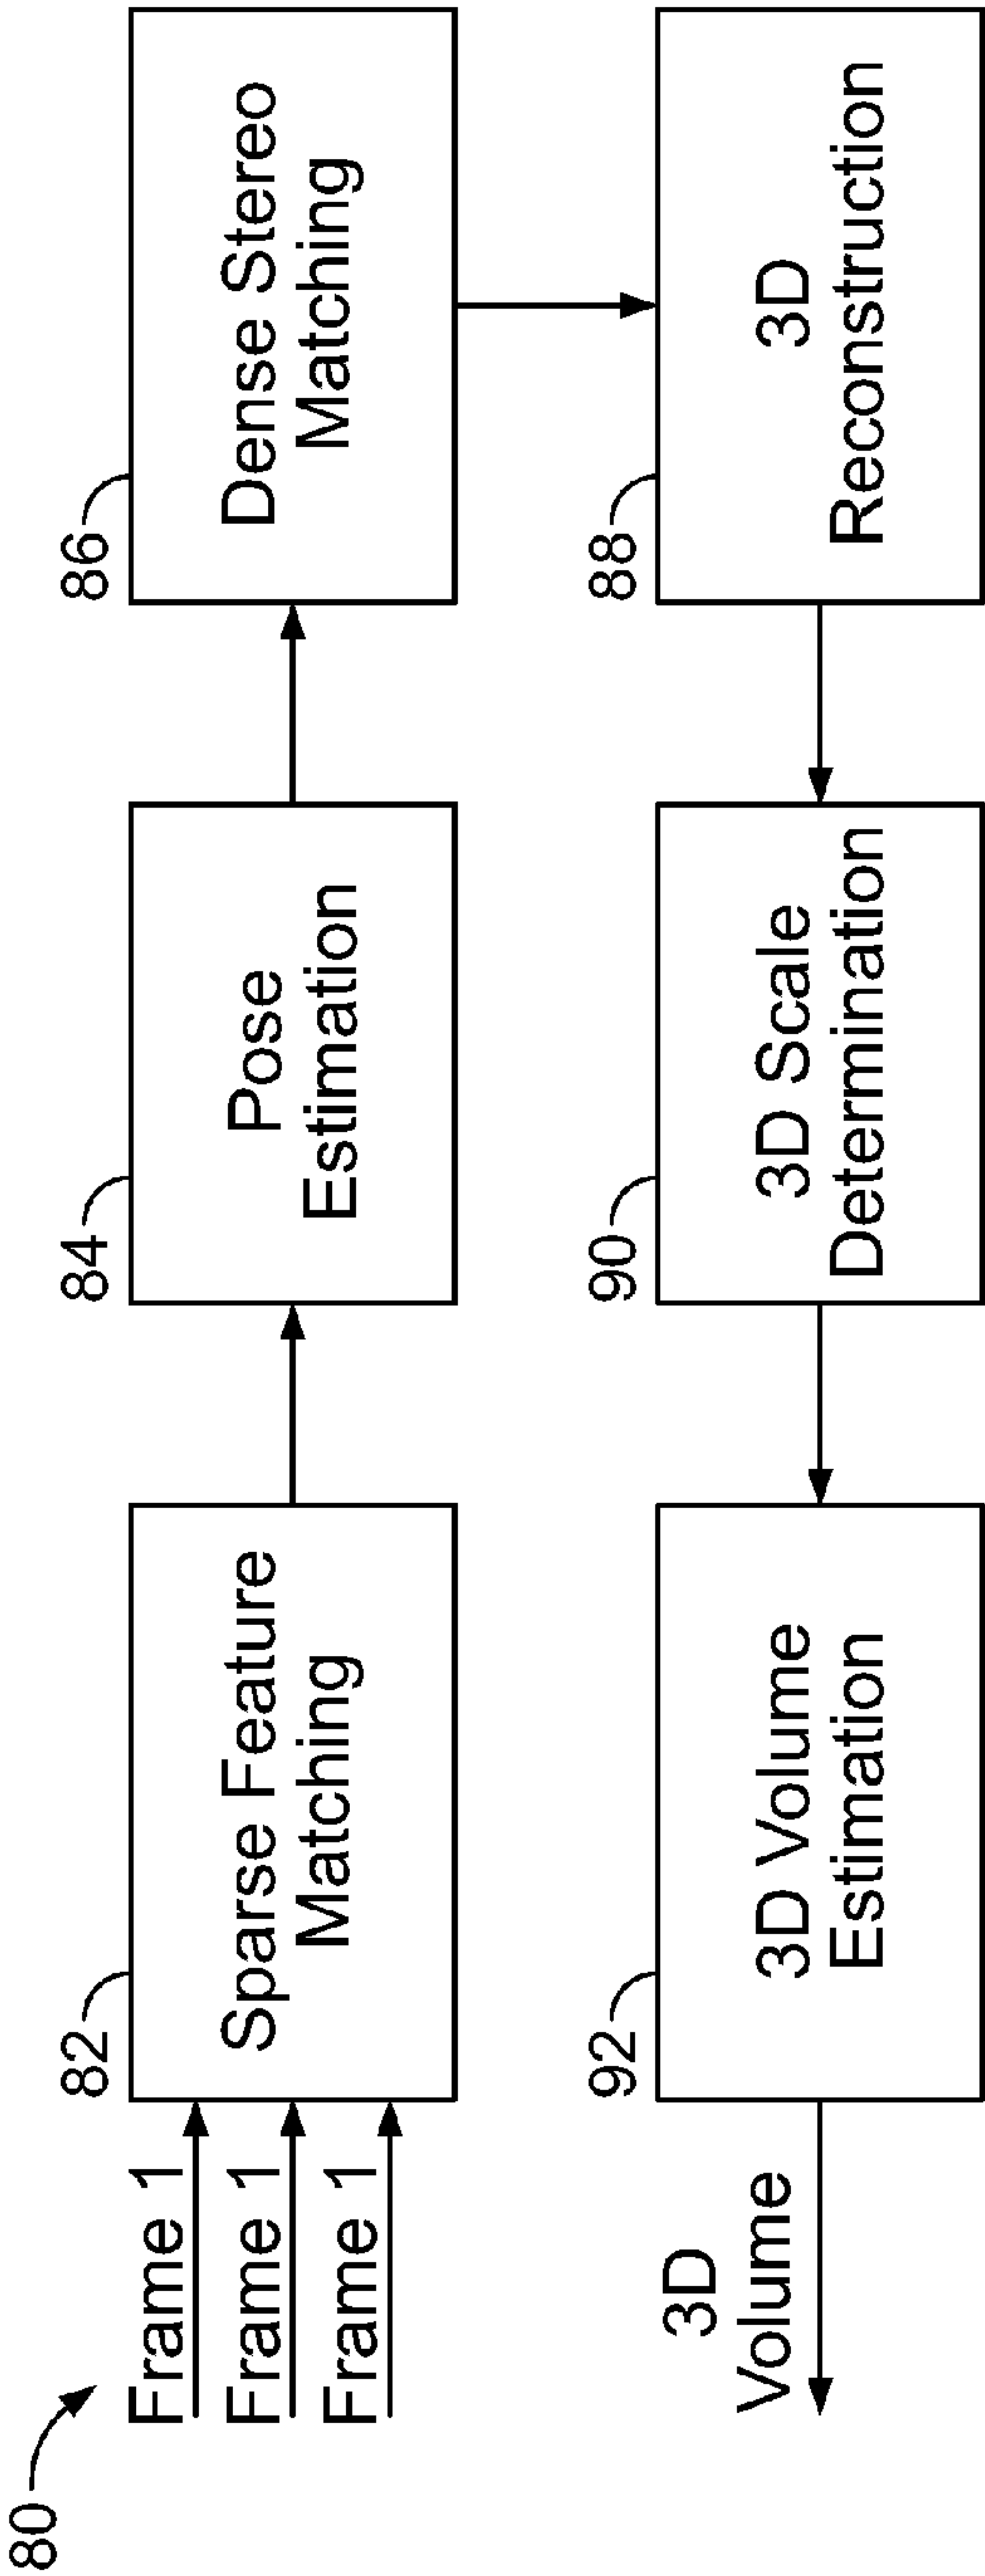 80
Frame 1
Frame 1
Frame 1
82
Sparse Feature
Matching
84
Pose
Estimation
86
Dense Stereo
Matching
88
3D
Reconstruction
90
3D Scale
Determination
92
3D Volume
Estimation
3D
Volume